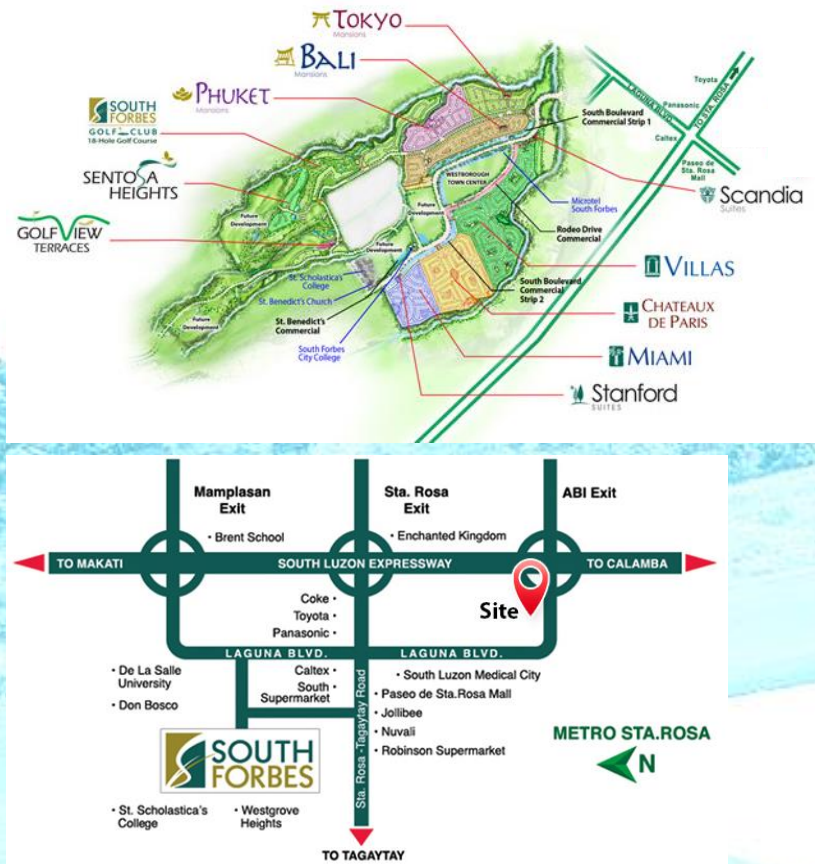 TOKYO
Mansions
BALI
Mansions
PHUKET
Mansions
SOUTH
FORBES
GOLF CLUB
18-Hole Golf Course
SENTOSA
HEIGHTS
GOLF VIEW
TERRACES
Toyota
TO STA. ROSA
Panasonic
LAGUNA BLVD.
Caltex
Paseo de
Sta. Rosa
Mall
South Boulevard
Commercial Strip 1
WESTBOROUGH
TOWN CENTER
Microtel
South Forbes
Scandia
SUITES
Rodeo Drive
Commercial
Future
Development
Future
Development
Future
Development
Future
Development
St. Scholastica's
College
St. Benedict's Church
St. Benedict's
Commercial
South Forbes
City College
South Boulevard
Commercial
Strip 2
VILLAS
CHATEAUX
DE PARIS
MIAMI
Stanford
SUITES
Mamplasan
Exit
Sta. Rosa
Exit
ABI Exit
• Brent School
• Enchanted Kingdom
TO MAKATI
SOUTH LUZON EXPRESSWAY
TO CALAMBA
Site
Coke •
Toyota •
Panasonic •
LAGUNA BLVD.
LAGUNA BLVD.
• De La Salle
University
• Don Bosco
Caltex •
South •
Supermarket
Sta. Rosa -Tagaytay Road
• South Luzon Medical City
• Paseo de Sta.Rosa Mall
• Jollibee
• Nuvali
• Robinson Supermarket
METRO STA.ROSA
N
SOUTH
FORBES
• St. Scholastica's
College
• Westgrove
Heights
TO TAGAYTAY